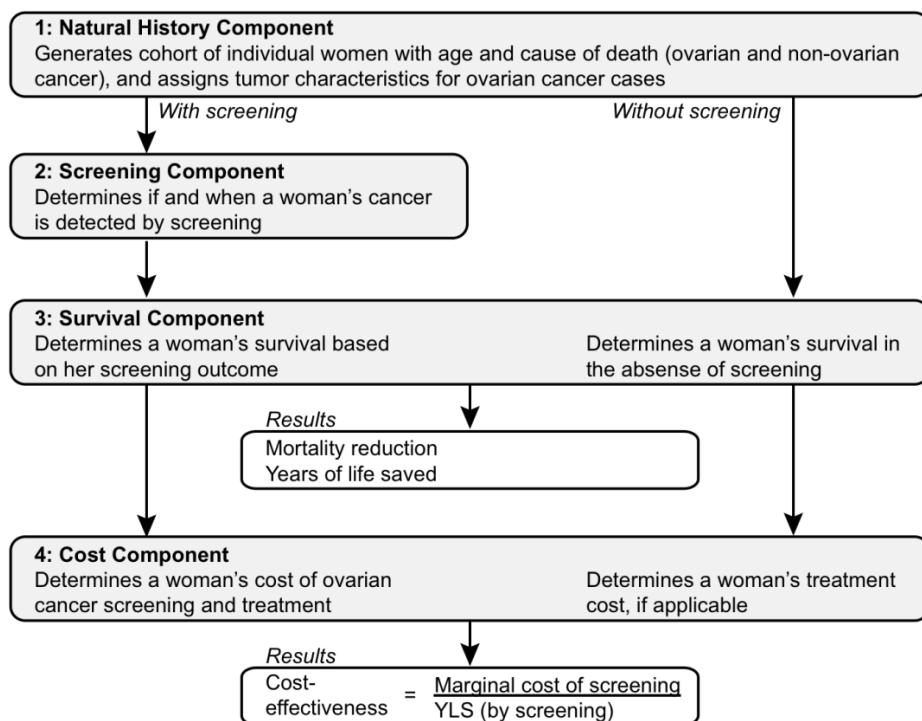 1: Natural History Component
Generates cohort of individual women with age and cause of death (ovarian and non-ovarian
cancer), and assigns tumor characteristics for ovarian cancer cases
With screening
Without screening
2: Screening Component
Determines if and when a woman's cancer
is detected by screening
3: Survival Component
Determines a woman's survival based
on her screening outcome
Determines a woman's survival in
the absense of screening
Results
Mortality reduction
Years of life saved
4: Cost Component
Determines a woman's cost of ovarian
cancer screening and treatment
Determines a woman's treatment
cost, if applicable
Results
Cost-
effectiveness
=
Marginal cost of screening
YLS (by screening)